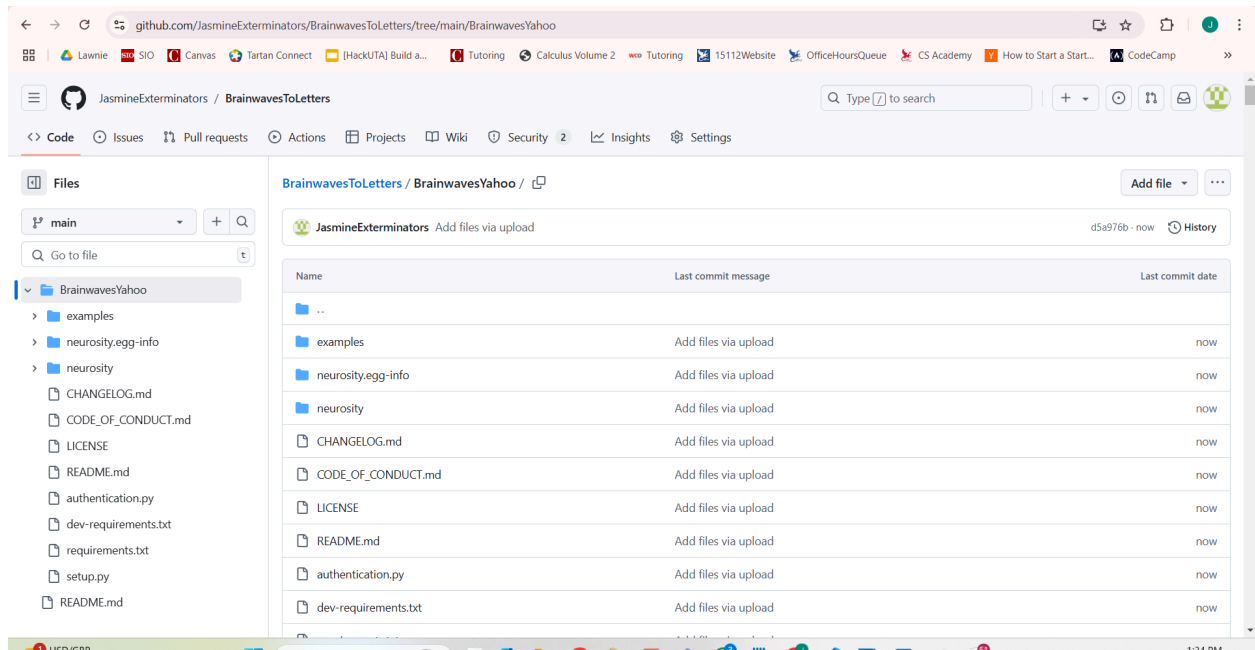 github.com/JasmineExterminators/BrainwavesToLetters/tree/main/BrainwavesYahoo J
Lawnie SIO SIO Canvas Tartan Connect [HackUTA] Build a... Tutoring Calculus Volume 2 wco Tutoring 15112Website OfficeHoursQueue CS Academy Y How to Start a Start... (A) CodeCamp »
JasmineExterminators / BrainwavesToLetters Type / to search
<> Code Issues Pull requests Actions Projects Wiki Security 2 Insights Settings
Files BrainwavesToLetters / BrainwavesYahoo / Add file ...
main
JasmineExterminators Add files via upload d5a976b · now History
Go to file t
Name Last commit message Last commit date
BrainwavesYahoo
..
examples
neurosity.egg-info
neurosity
CHANGELOG.md
CODE_OF_CONDUCT.md
LICENSE
README.md
authentication.py
dev-requirements.txt
requirements.txt
setup.py
README.md
examples Add files via upload now
neurosity.egg-info Add files via upload now
neurosity Add files via upload now
CHANGELOG.md Add files via upload now
CODE_OF_CONDUCT.md Add files via upload now
LICENSE Add files via upload now
README.md Add files via upload now
authentication.py Add files via upload now
dev-requirements.txt Add files via upload now
USD/GBP 1:24 PM